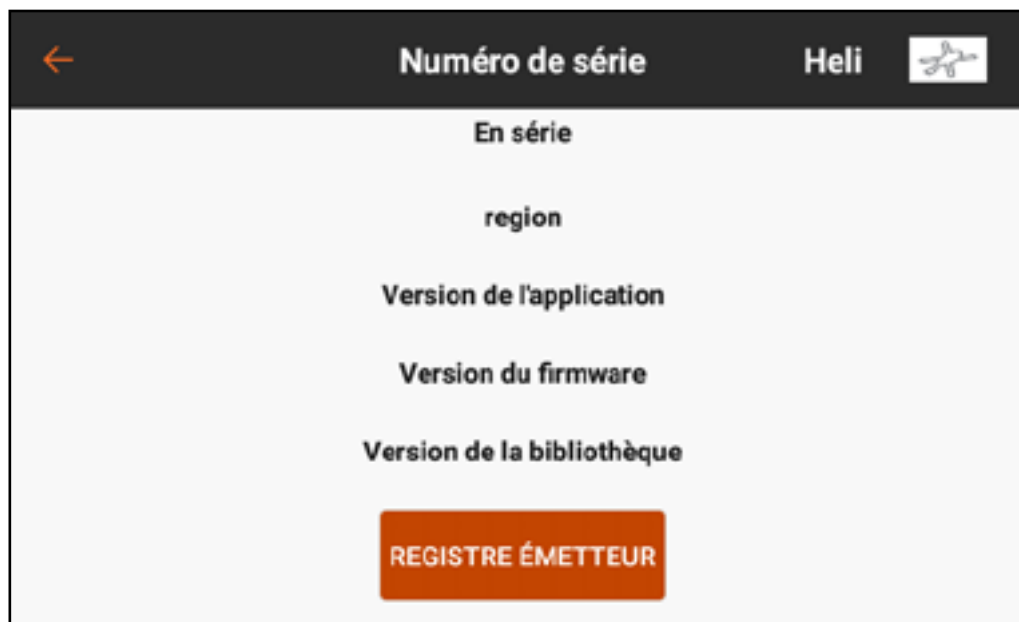 Numéro de série Heli
En série
region
Version de l'application
Version du firmware
Version de la bibliothèque
REGISTRE ÉMETTEUR